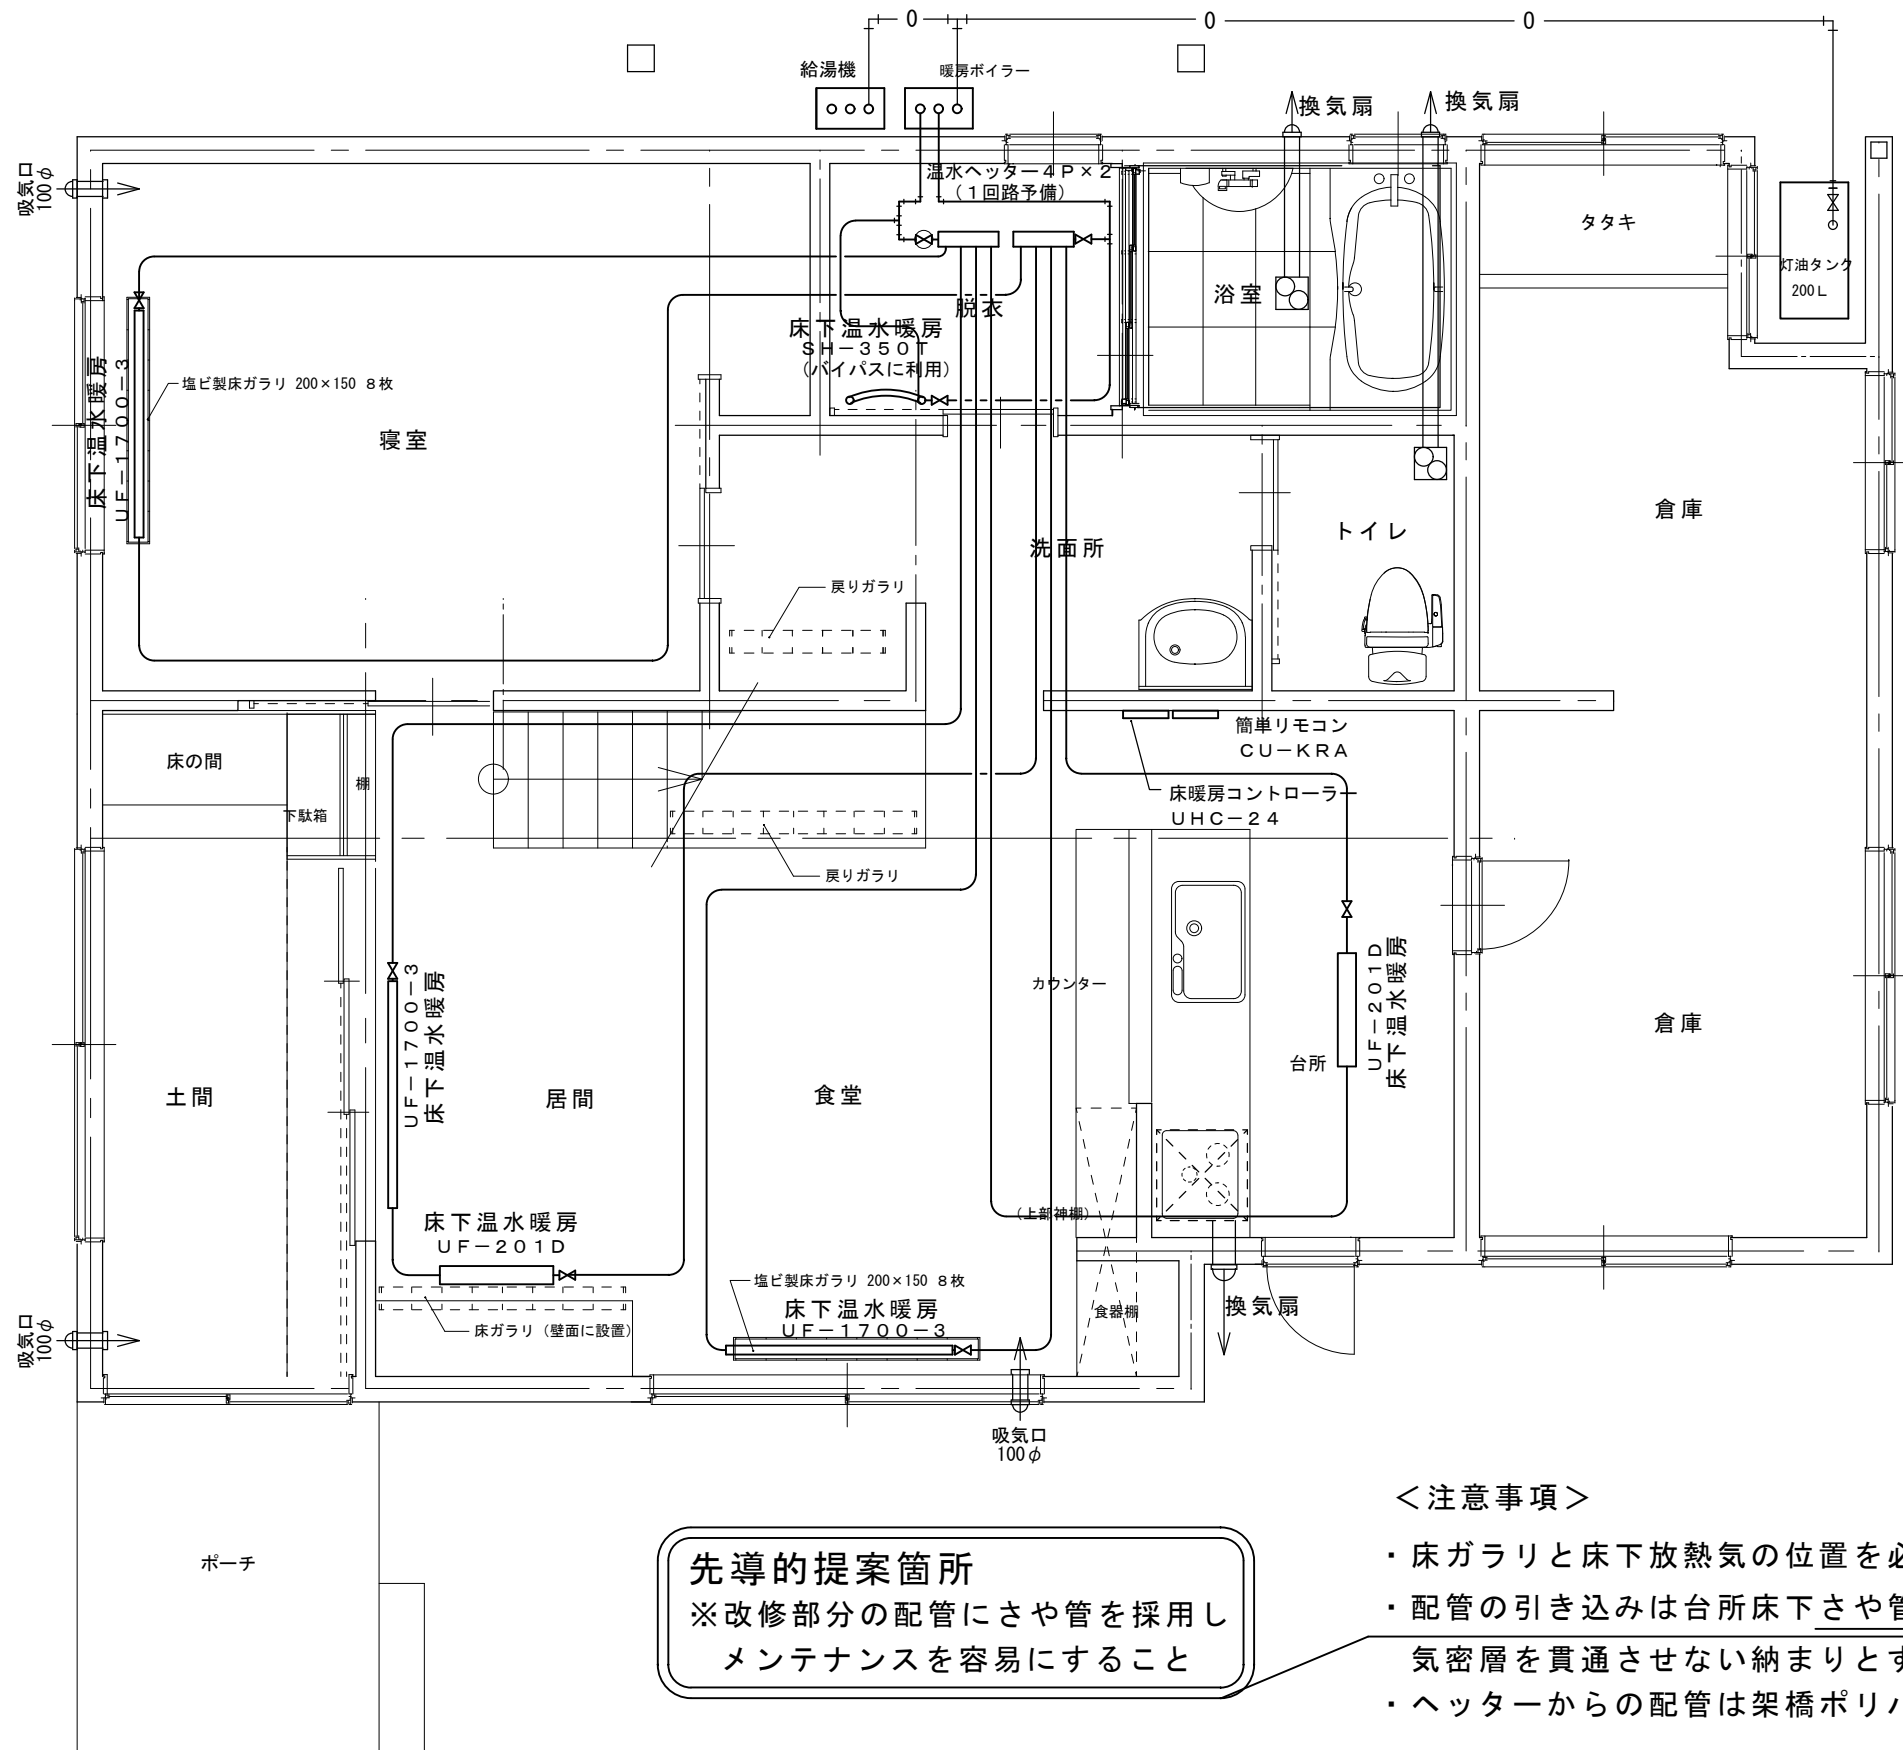 0
0
0
給湯機
暖房ボイラー
換気扇
換気扇
吸気口
100φ
温水ヘッター４Ｐ×２
（１回路予備）
タタキ
灯油タンク
200Ｌ
浴室
脱衣
床下温水暖房
ＳＨ－３５０Ｔ
（バイパスに利用）
床下温水暖房
ＵＦ－１７００－３
塩ビ製床ガラリ 200×150 ８枚
寝室
洗面所
トイレ
倉庫
戻りガラリ
簡単リモコン
ＣＵ－ＫＲＡ
床暖房コントローラー
ＵＨＣ－２４
床の間
棚
下駄箱
戻りガラリ
ＵＦ－１７００－３
床下温水暖房
カウンター
ＵＦ－２０１Ｄ
床下温水暖房
台所
倉庫
土間
居間
食堂
床下温水暖房
ＵＦ－２０１Ｄ
（上部神棚）
塩ビ製床ガラリ 200×150 ８枚
床下温水暖房
ＵＦ－１７００－３
床ガラリ（壁面に設置）
食器棚
換気扇
吸気口
100φ
吸気口
100φ
ポーチ
先導的提案箇所
※改修部分の配管にさや管を採用し
メンテナンスを容易にすること
＜注意事項＞
・床ガラリと床下放熱気の位置を必
・配管の引き込みは台所床下さや管
気密層を貫通させない納まりとす
・ヘッターからの配管は架橋ポリ